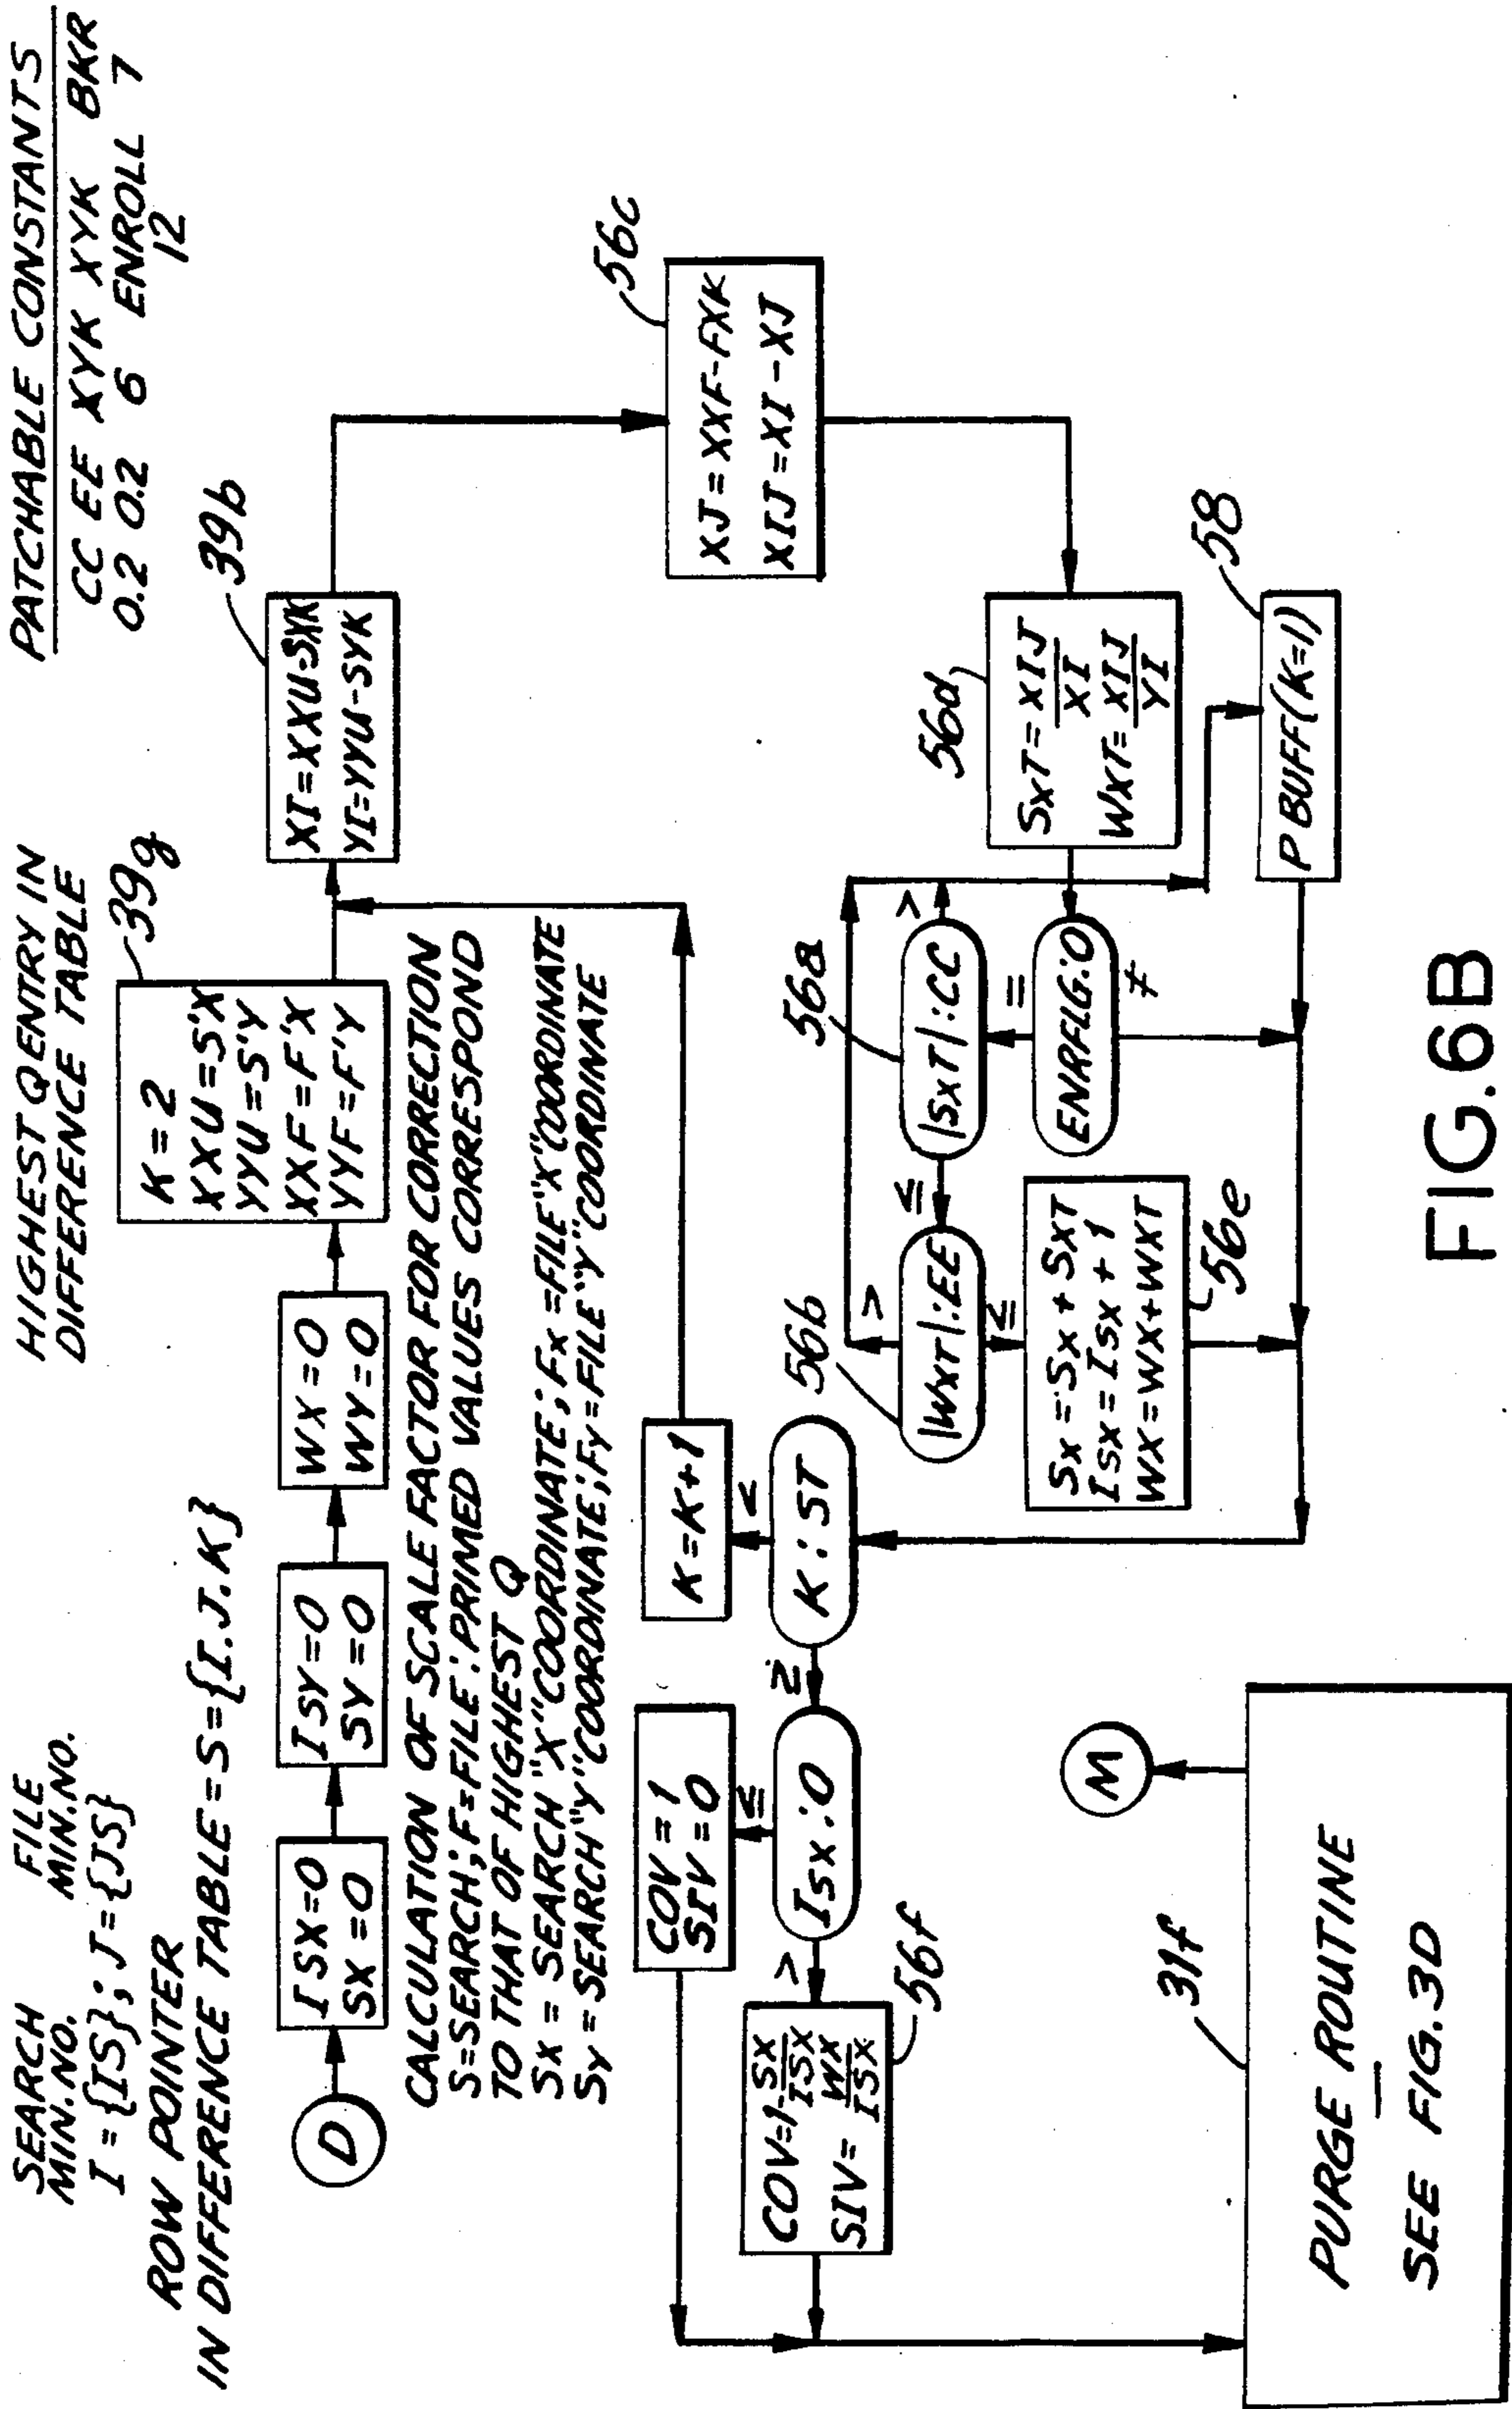 SEARCH
MIN. NO.
FILE
MIN. NO.
I = {IS}; J = {JS}
ROW POINTER
IN DIFFERENCE TABLE = S = {I.J.K}
HIGHEST Q ENTRY IN
DIFFERENCE TABLE
PATCHABLE CONSTANTS
CC EE XYK XYK BKR
0.2 0.2 6 ENROLL 7
12
D
ISX=0
SX=0
ISY=0
SY=0
WX=0
WY=0
39g
K=2
XXU=S'X
YYU=S'Y
XXF=F'X
YYF=F'Y
39b
XI=XXU-SXK
YI=YYU-SYK
CALCULATION OF SCALE FACTOR FOR CORRECTION
S=SEARCH; F=FILE: PRIMED VALUES CORRESPOND
TO THAT OF HIGHEST Q
Sx = SEARCH "X" COORDINATE; Fx = FILE "X" COORDINATE
Sy = SEARCH "Y" COORDINATE; Fy = FILE "Y" COORDINATE
56c
XJ=XXF-FXK
XIJ=XI-XJ
COV=1
SIV=0
K=K+1
≤
<
56f
COV=1-SX/ISX
SIV= WX/ISX
>
Isx:0
≥
K:ST
56b
|WXT|:EE
>
≤
56a
|SXT|:CC
>
≤
56d
SXT=XIJ/XI
WXT=XIJ/YI
=
ENRFLG:0
≠
Sx=Sx+SXT
Isx=Isx+1
WX=WX+WXT
56e
58
P BUFF(K=1)
M
31f
PURGE ROUTINE
SEE FIG.3D
FIG.6B